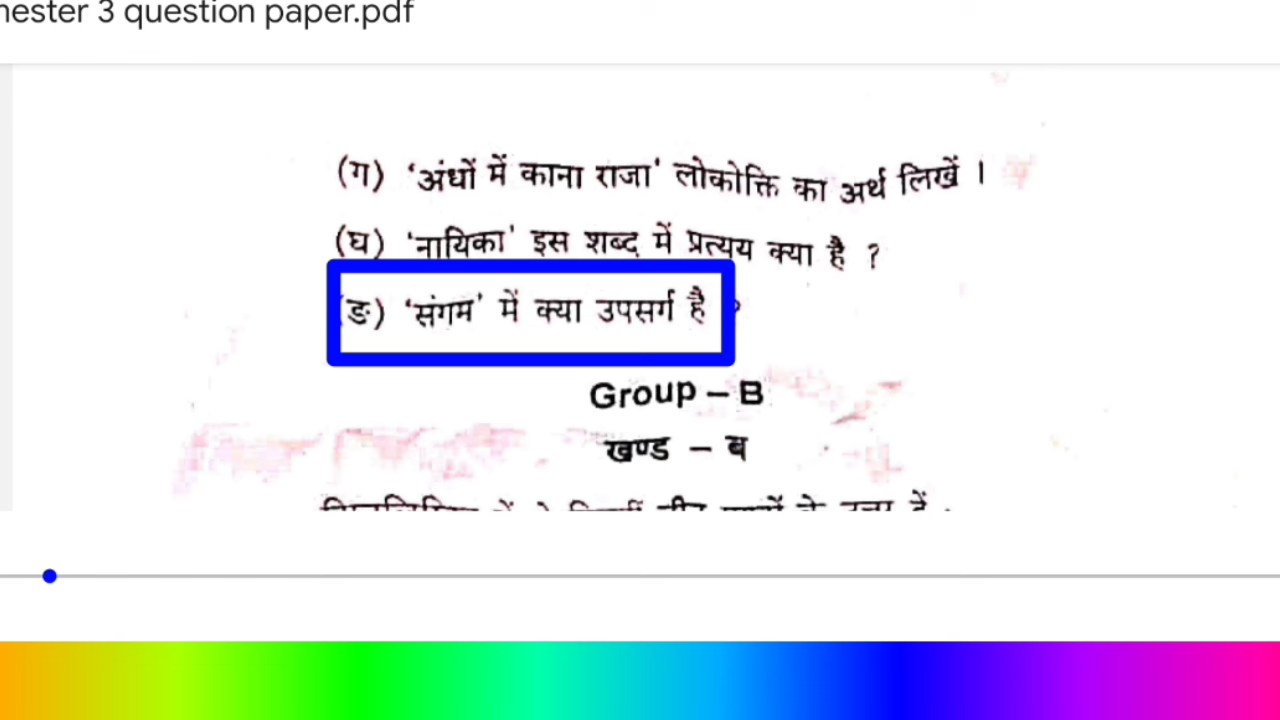 nester 3 question paper.pdf
(ग) 'अंधों में काना राजा' लोकोक्ति का अर्थ लिखें ।
(घ) 'नायिका' इस शब्द में प्रत्यय क्या है ?
(ङ) 'संगम' में क्या उपसर्ग है ?
Group – B
खण्ड – ब